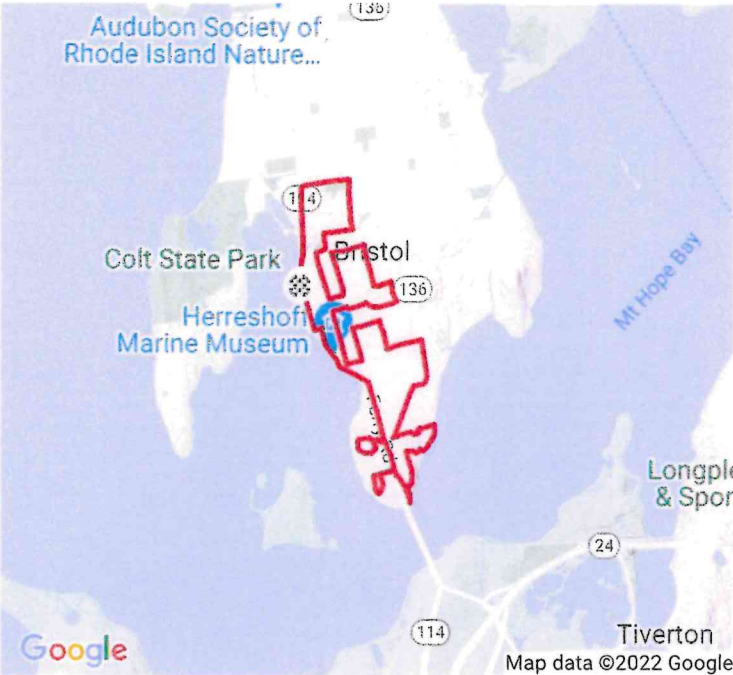 136
Audubon Society of
Rhode Island Nature...
114
Colt State Park
Bristol
136
Herreshoff
Marine Museum
Mt Hope Bay
& Spor
24
114
Tiverton
Google
Map data ©2022 Google